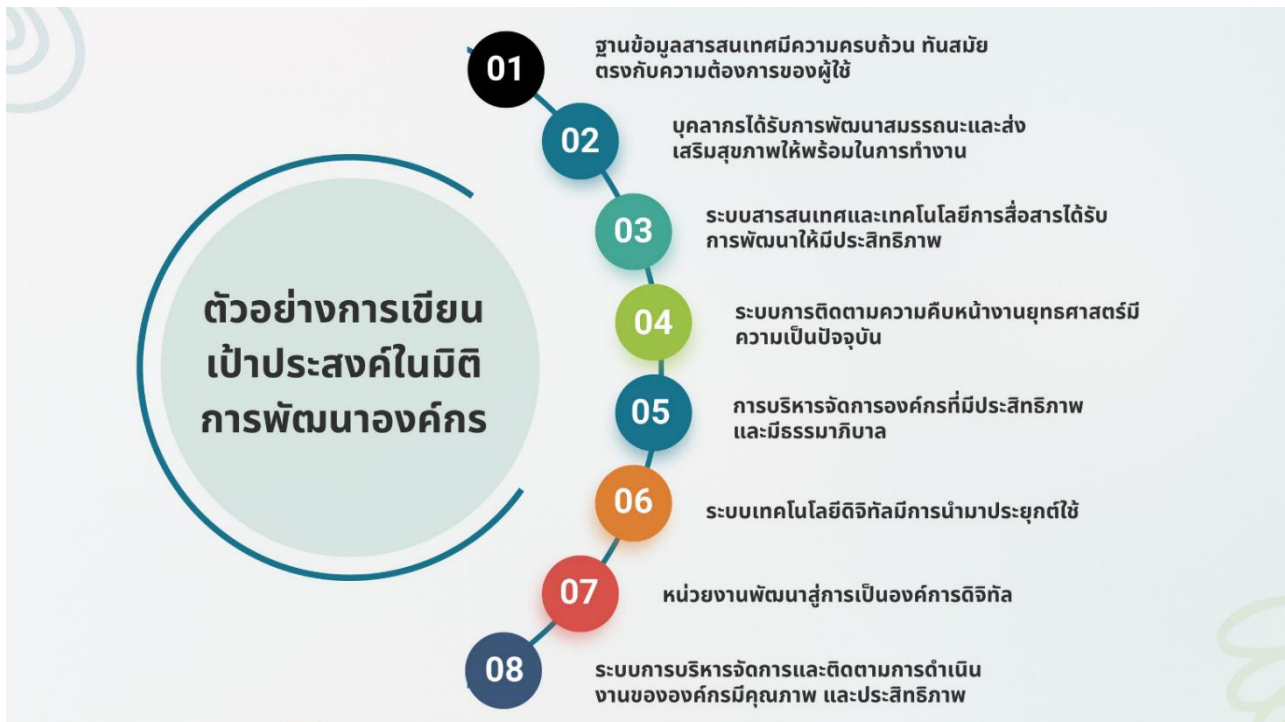 01
ฐานข้อมูลสารสนเทศมีความครบถ้วน ทันสมัย
ตรงกับความต้องการของผู้ใช้
02
บุคลากรได้รับการพัฒนาสมรรถนะและส่ง
เสริมสุขภาพให้พร้อมในการทำงาน
03
ระบบสารสนเทศและเทคโนโลยีการสื่อสารได้รับ
การพัฒนาให้มีประสิทธิภาพ
ตัวอย่างการเขียน
เป้าประสงค์ในมิติ
การพัฒนาองค์กร
04
ระบบการติดตามความคืบหน้างานยุทธศาสตร์มี
ความเป็นปัจจุบัน
05
การบริหารจัดการองค์กรที่มีประสิทธิภาพ
และมีธรรมาภิบาล
06
ระบบเทคโนโลยีดิจิทัลมีการนำมาประยุกต์ใช้
07
หน่วยงานพัฒนาสู่การเป็นองค์การดิจิทัล
08
ระบบการบริหารจัดการและติดตามการดำเนิน
งานขององค์กรมีคุณภาพ และประสิทธิภาพ